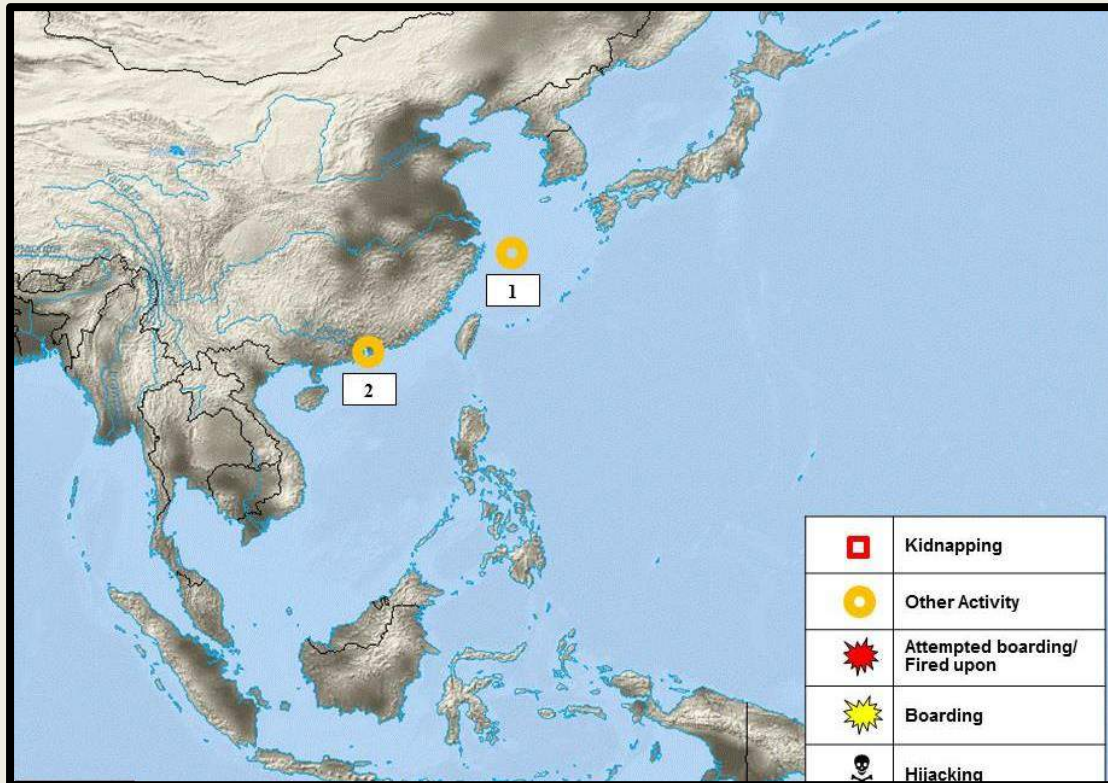 1
2
Kidnapping
Other Activity
Attempted boarding/
Fired upon
Boarding
Hijacking